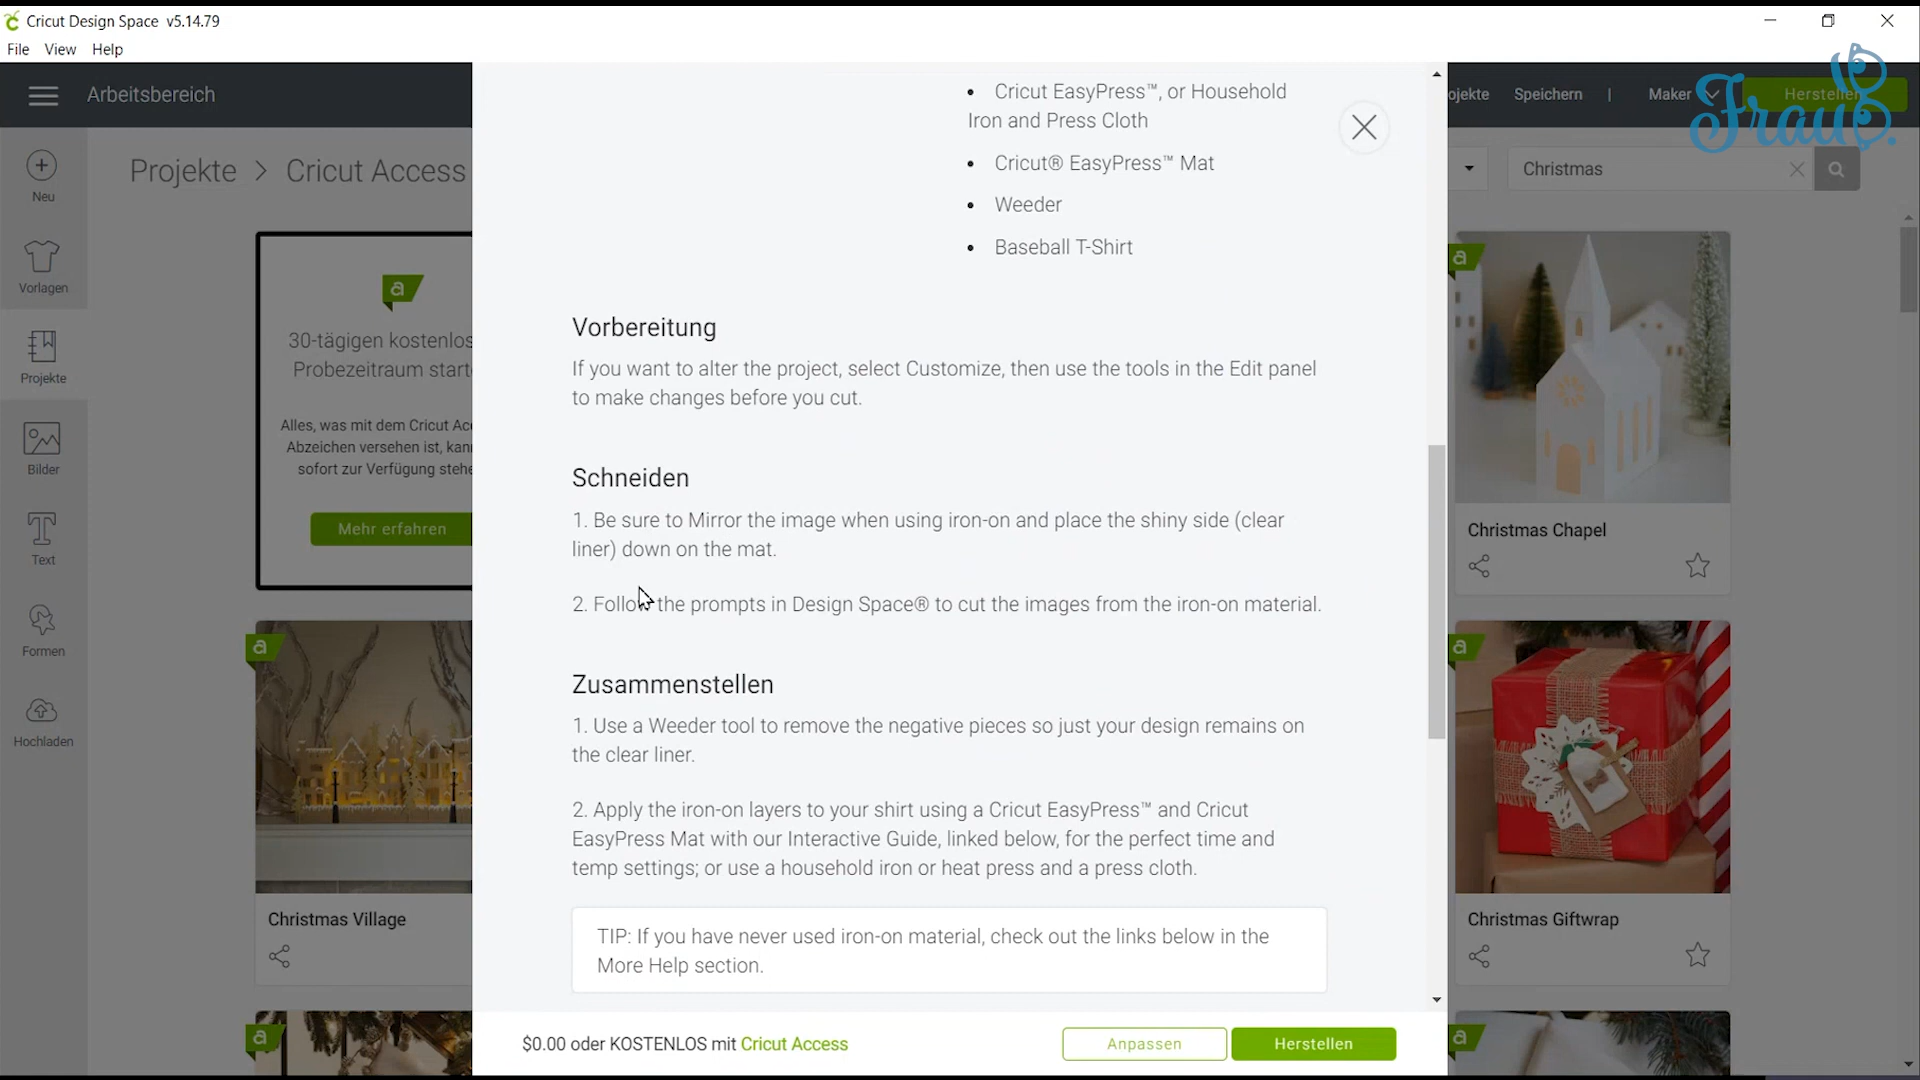 Cricut Design Space v5.14.79
File View Help
Arbeitsbereich
ojekte Speichern | Maker Herstellen
Frau B.
Projekte > Cricut Access
Christmas
Neu
Vorlagen
Projekte
Bilder
Text
Formen
Hochladen
a
30-tägigen kostenlos
Probezeitraum start
Alles, was mit dem Cricut Ac
Abzeichen versehen ist, kan
sofort zur Verfügung stehe
Mehr erfahren
a
Christmas Village
a
• Cricut EasyPress™, or Household
Iron and Press Cloth
• Cricut® EasyPress™ Mat
• Weeder
• Baseball T-Shirt
Vorbereitung
If you want to alter the project, select Customize, then use the tools in the Edit panel
to make changes before you cut.
Schneiden
1. Be sure to Mirror the image when using iron-on and place the shiny side (clear
liner) down on the mat.
2. Follow the prompts in Design Space® to cut the images from the iron-on material.
Zusammenstellen
1. Use a Weeder tool to remove the negative pieces so just your design remains on
the clear liner.
2. Apply the iron-on layers to your shirt using a Cricut EasyPress™ and Cricut
EasyPress Mat with our Interactive Guide, linked below, for the perfect time and
temp settings; or use a household iron or heat press and a press cloth.
TIP: If you have never used iron-on material, check out the links below in the
More Help section.
$0.00 oder KOSTENLOS mit Cricut Access
Anpassen
Herstellen
a
Christmas Chapel
a
Christmas Giftwrap
a